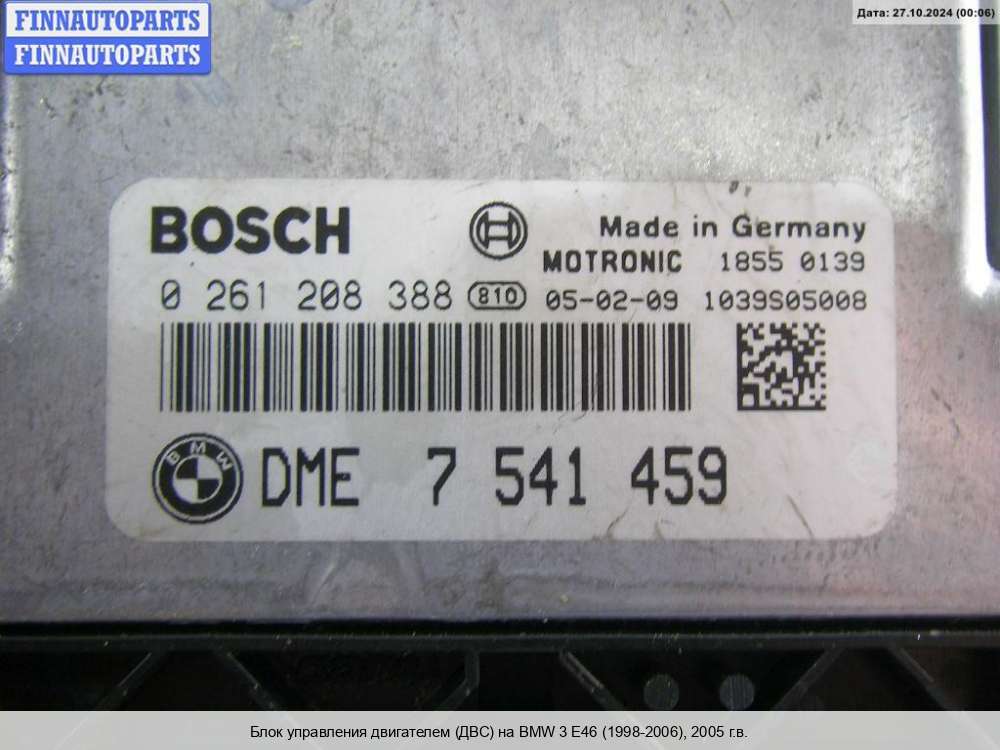 FINNAUTOPARTS
FINNAUTOPARTS
Дата: 27.10.2024 (00:06)
BOSCH
Made in Germany
MOTRONIC 1855 0139
0 261 208 388 810 05-02-09 1039S05008
BMW
DME 7 541 459
Блок управления двигателем (ДВС) на BMW 3 E46 (1998-2006), 2005 г.в.